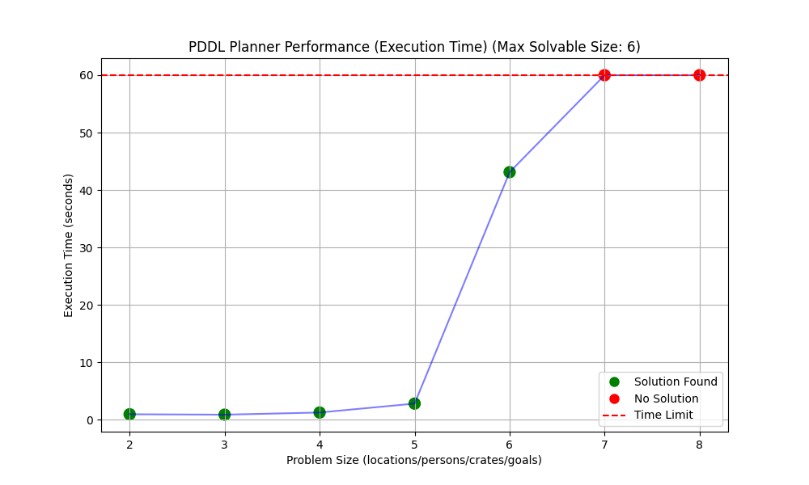 PDDL Planner Performance (Execution Time) (Max Solvable Size: 6)
Execution Time (seconds)
60
50
40
30
20
10
0
2 3 4 5 6 7 8
Problem Size (locations/persons/crates/goals)
Solution Found
No Solution
Time Limit